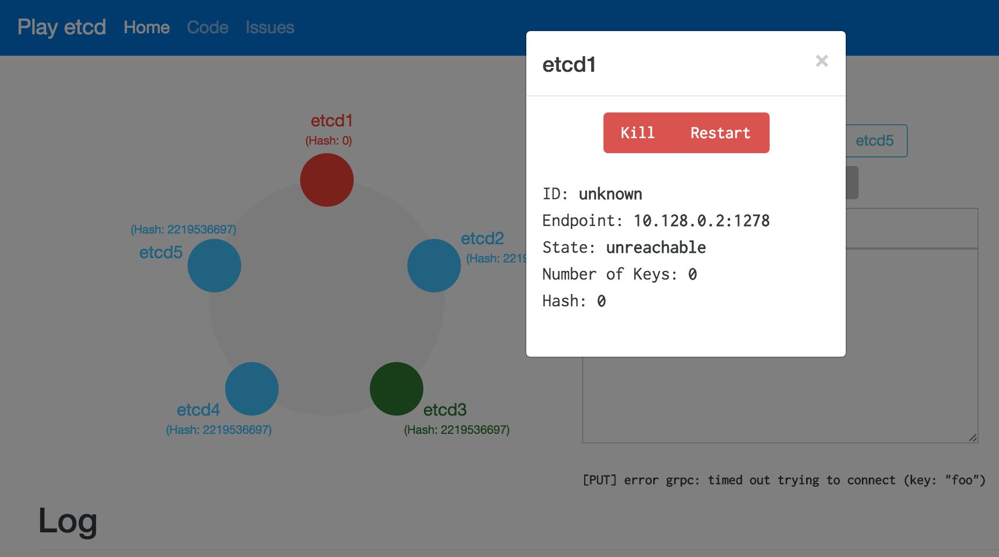 Play etcd Home Code Issues
etcd1
×
Kill Restart
ID: unknown
Endpoint: 10.128.0.2:1278
State: unreachable
Number of Keys: 0
Hash: 0
etcd1
(Hash: 0)
etcd5
(Hash: 2219536697)
etcd5
etcd2
(Hash: 2219
etcd4
(Hash: 2219536697)
etcd3
(Hash: 2219536697)
[PUT] error grpc: timed out trying to connect (key: "foo")
Log